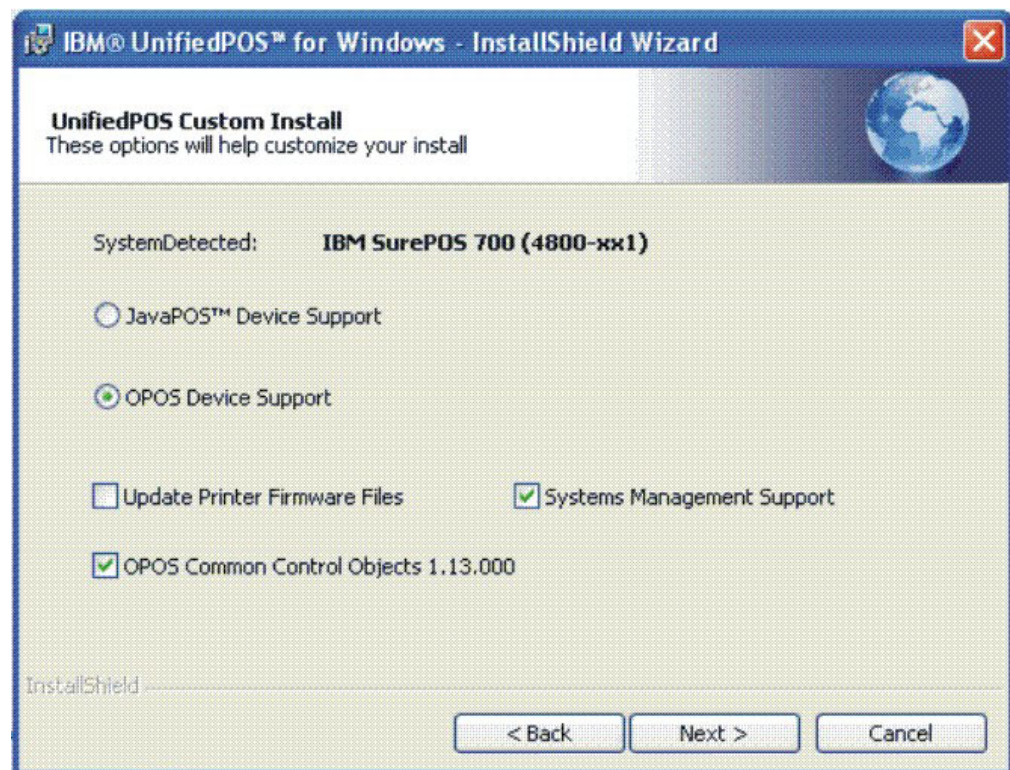 IBM® UnifiedPOS™ for Windows - InstallShield Wizard
UnifiedPOS Custom Install
These options will help customize your install
SystemDetected: IBM SurePOS 700 (4800-xx1)
JavaPOS™ Device Support
OPOS Device Support
Update Printer Firmware Files Systems Management Support
OPOS Common Control Objects 1.13.000
InstallShield
< Back Next > Cancel